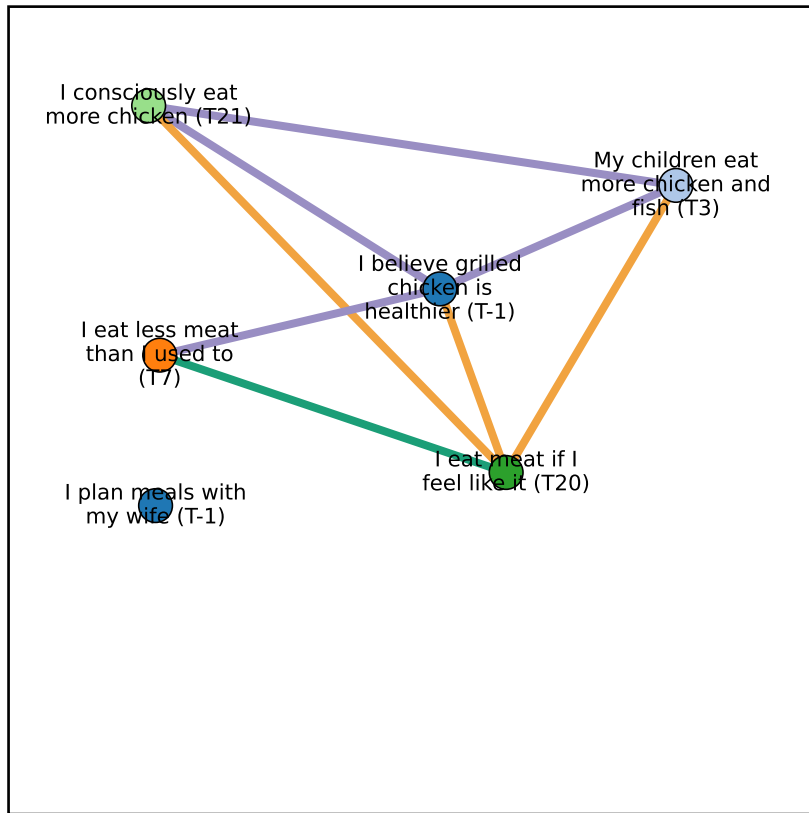 I consciously eat
more chicken (T21)
My children eat
more chicken and
fish (T3)
I believe grilled
chicken is
healthier (T-1)
I eat less meat
than I used to
(T7)
I eat meat if I
feel like it (T20)
I plan meals with
my wife (T-1)